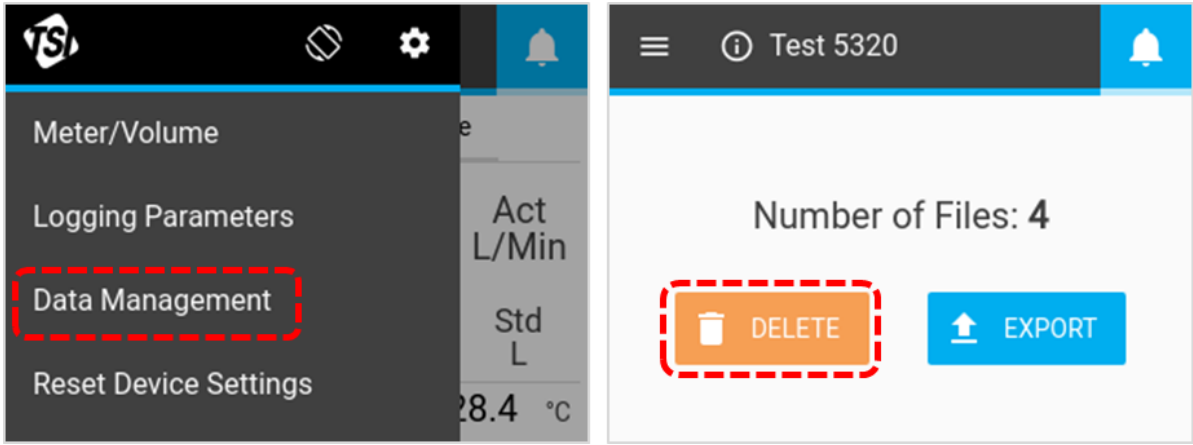 TSI
Meter/Volume
e
Logging Parameters
Act
L/Min
Data Management
Std
L
Reset Device Settings
28.4 °C
Test 5320
Number of Files: 4
DELETE
EXPORT